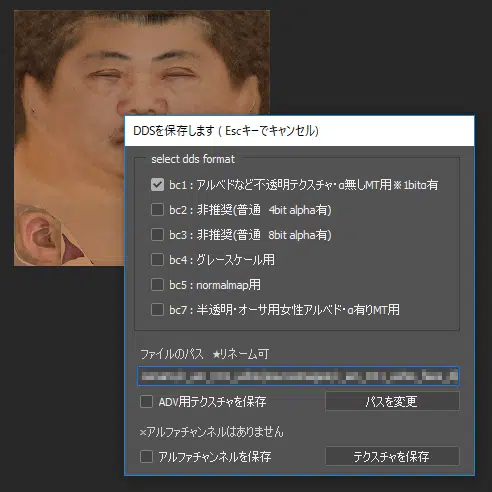 DDSを保存します ( Escキーでキャンセル)
select dds format
bc1 : アルベドなど不透明テクスチャ・α無しMT用※1bitα有
bc2 : 非推奨(普通 4bit alpha有)
bc3 : 非推奨(普通 8bit alpha有)
bc4 : グレースケール用
bc5 : normalmap用
bc7 : 半透明・オーサ用女性アルベド・α有りMT用
ファイルのパス ★リネーム可
ADV用テクスチャを保存
パスを変更
×アルファチャンネルはありません
アルファチャンネルを保存
テクスチャを保存